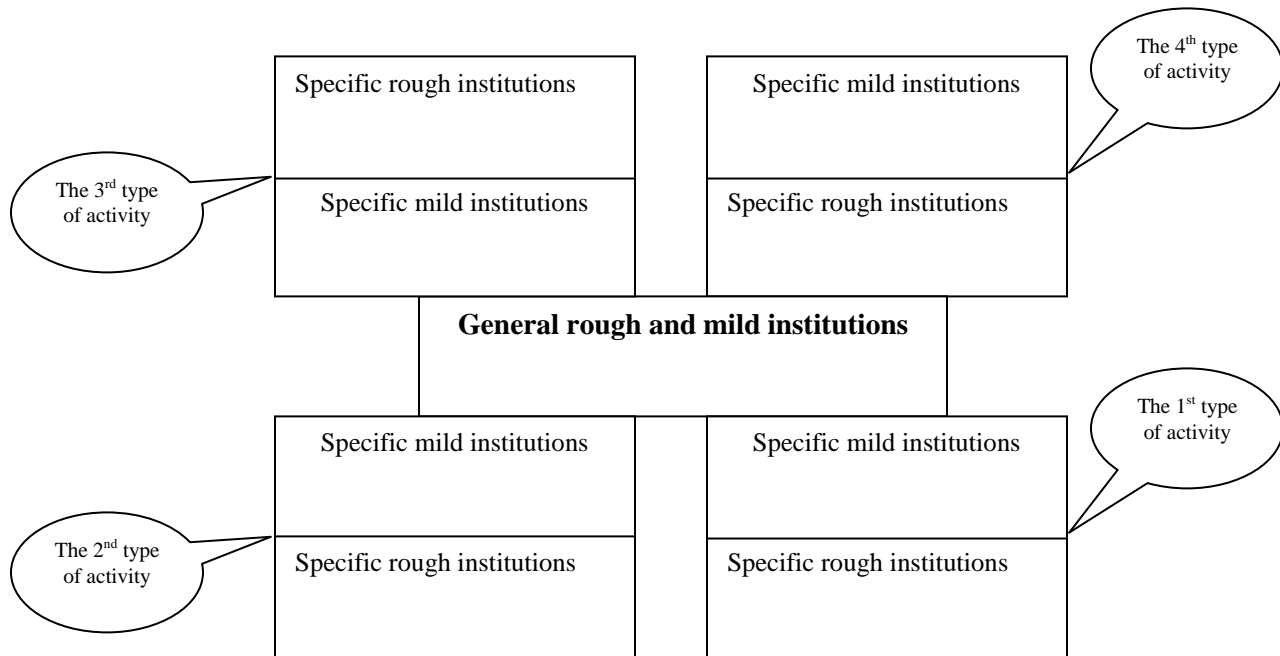 The 4th type
of activity
Specific rough institutions
Specific mild institutions
The 3rd type
of activity
Specific mild institutions
Specific rough institutions
General rough and mild institutions
The 1st type
of activity
Specific mild institutions
Specific mild institutions
The 2nd type
of activity
Specific rough institutions
Specific rough institutions